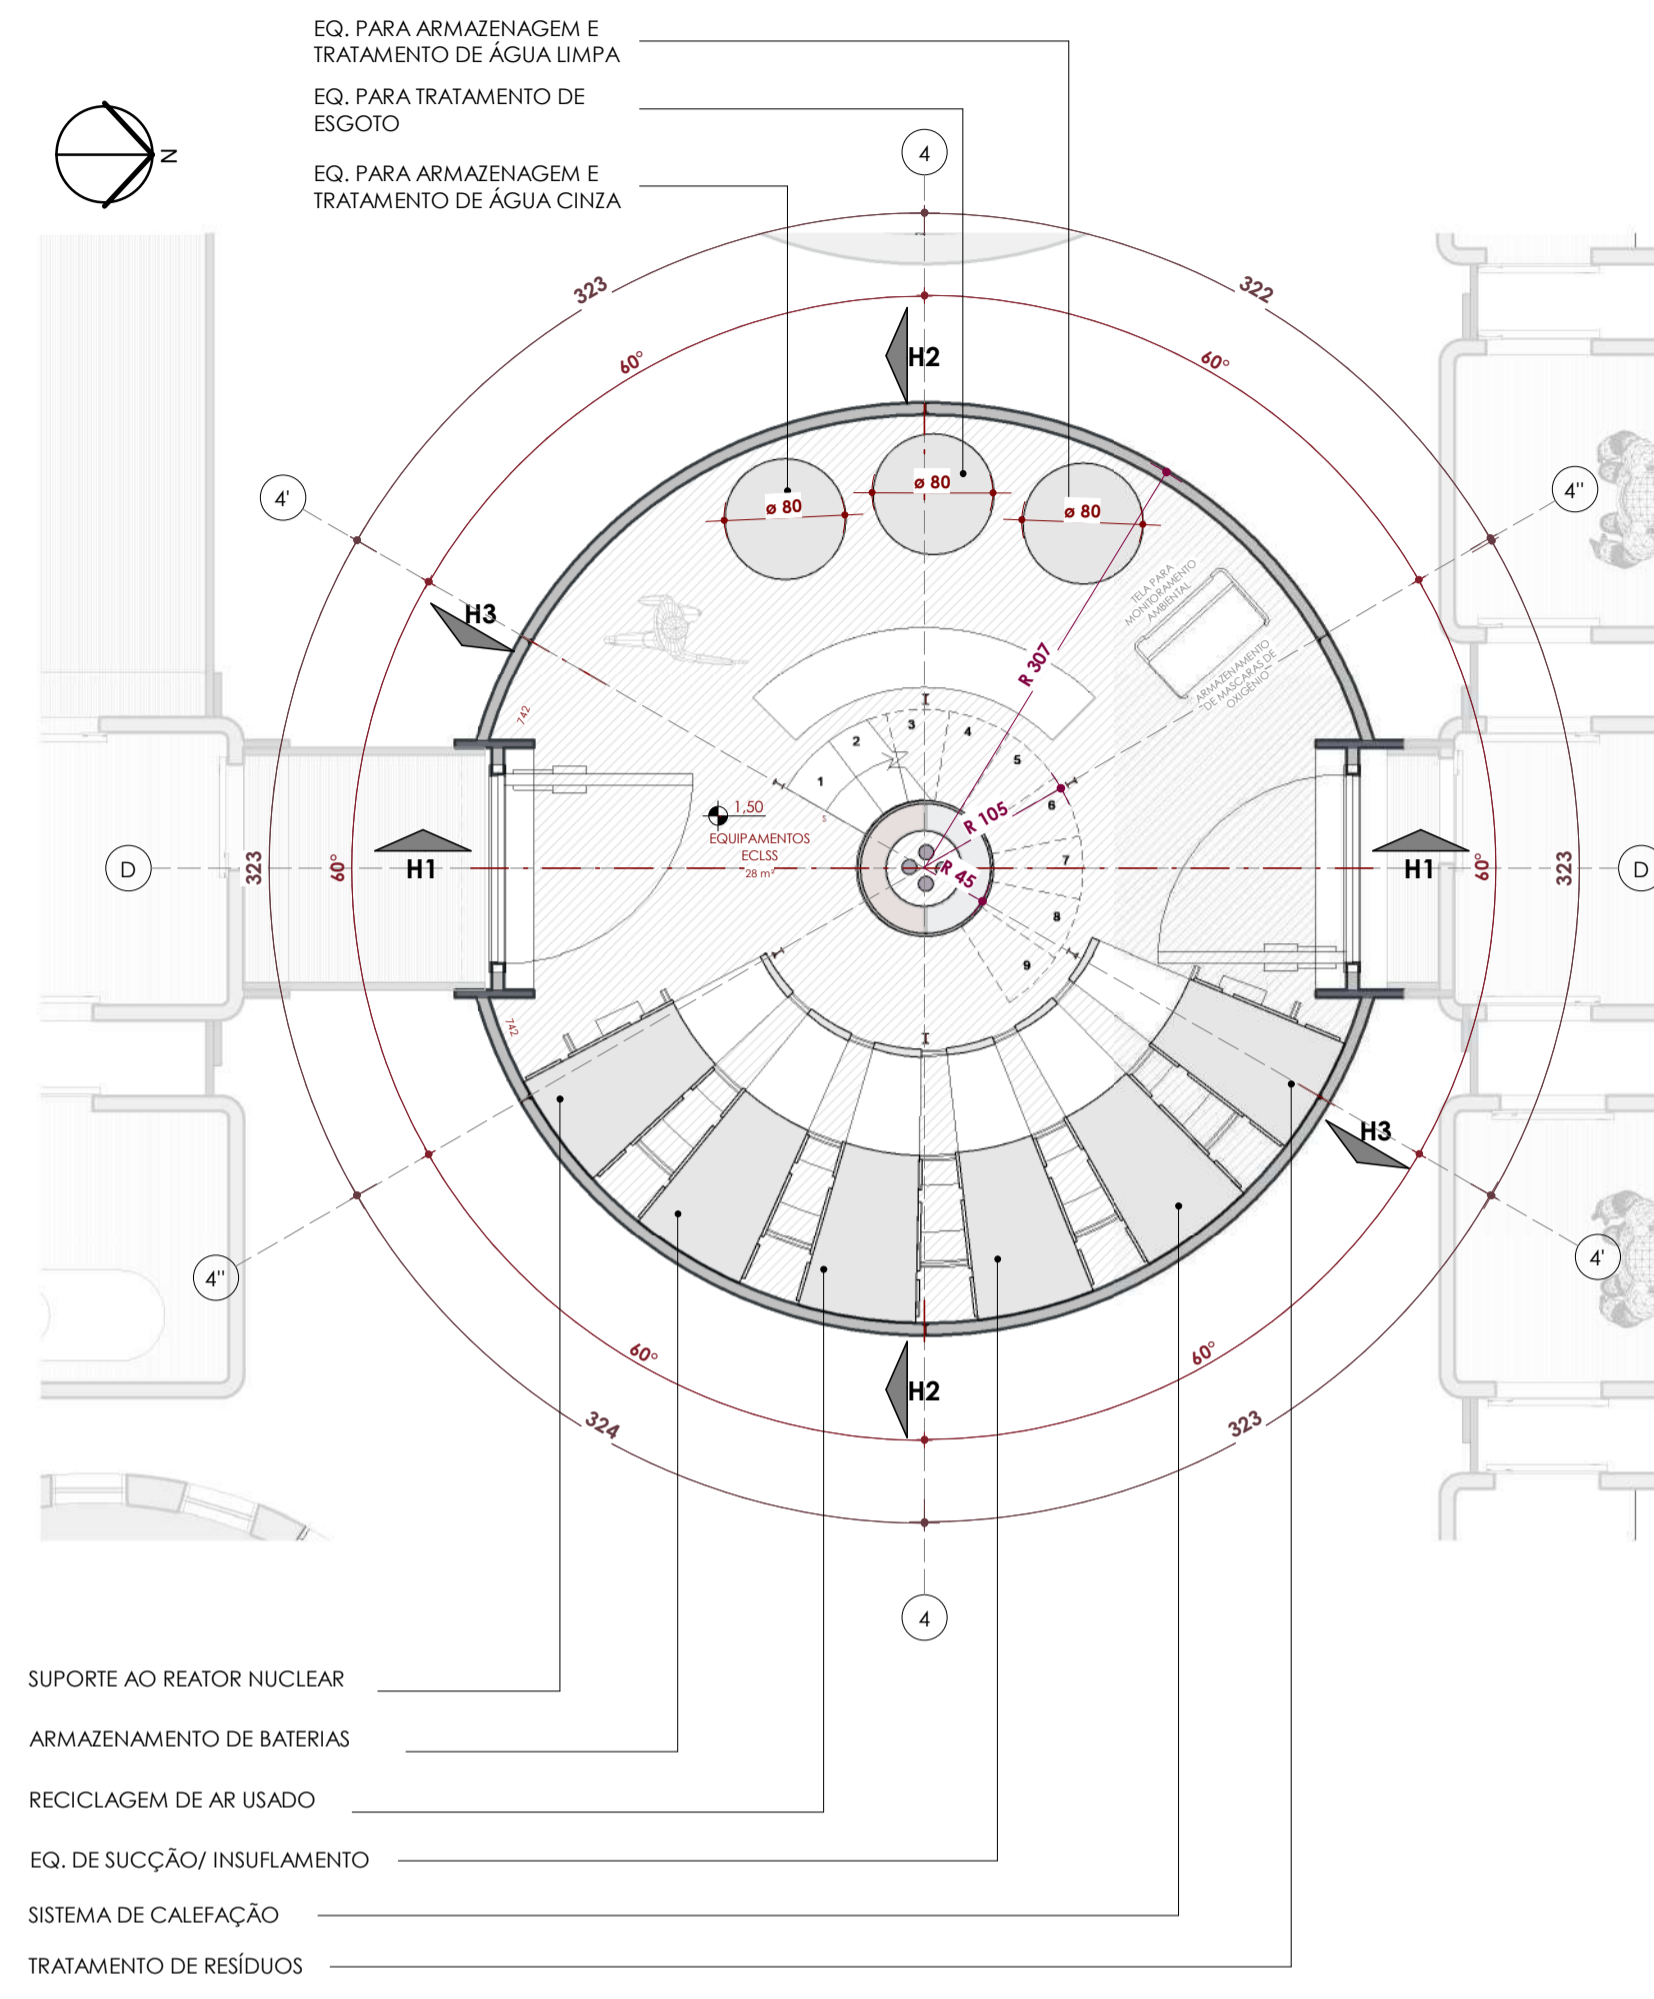 EQ. PARA ARMAZENAGEM E
TRATAMENTO DE ÁGUA LIMPA
EQ. PARA TRATAMENTO DE
ESGOTO
EQ. PARA ARMAZENAGEM E
TRATAMENTO DE ÁGUA CINZA
N
4
323
322
60°
60°
H2
4'
4''
ø 80
ø 80
ø 80
TELA PARA
MONITORAMENTO
AMBIENTAL
H3
R 307
ARMAZENAMENTO
DE MASCARAS DE
OXIGÊNIO
742
1
2
3
4
5
6
7
8
9
1,50
EQUIPAMENTOS
ECLSS
28 m²
S
R 105
R 45
D
323
60°
H1
H1
60°
323
D
742
H3
4''
4'
60°
60°
H2
324
323
4
SUPORTE AO REATOR NUCLEAR
ARMAZENAMENTO DE BATERIAS
RECICLAGEM DE AR USADO
EQ. DE SUCÇÃO/ INSUFLAMENTO
SISTEMA DE CALEFAÇÃO
TRATAMENTO DE RESÍDUOS